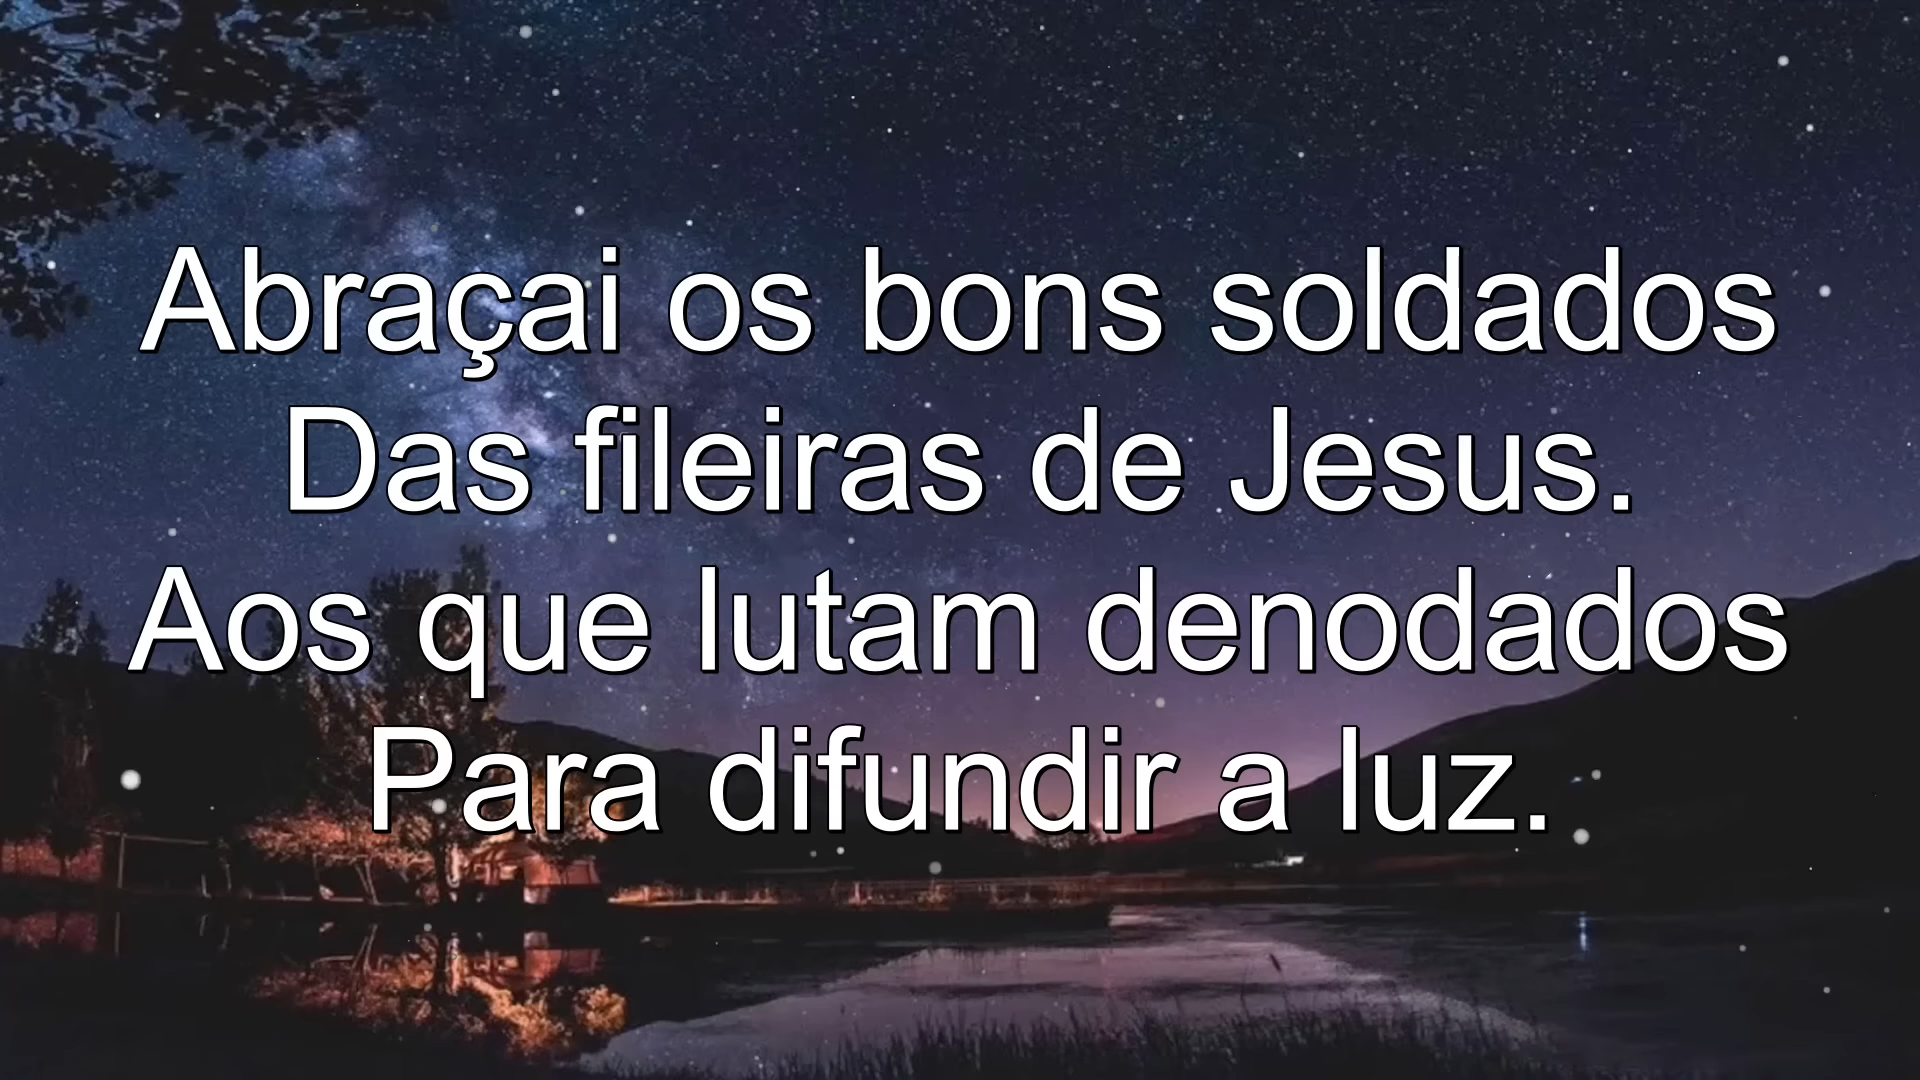 Abraçai os bons soldados
Das fileiras de Jesus.
Aos que lutam denodados
Para difundir a luz.